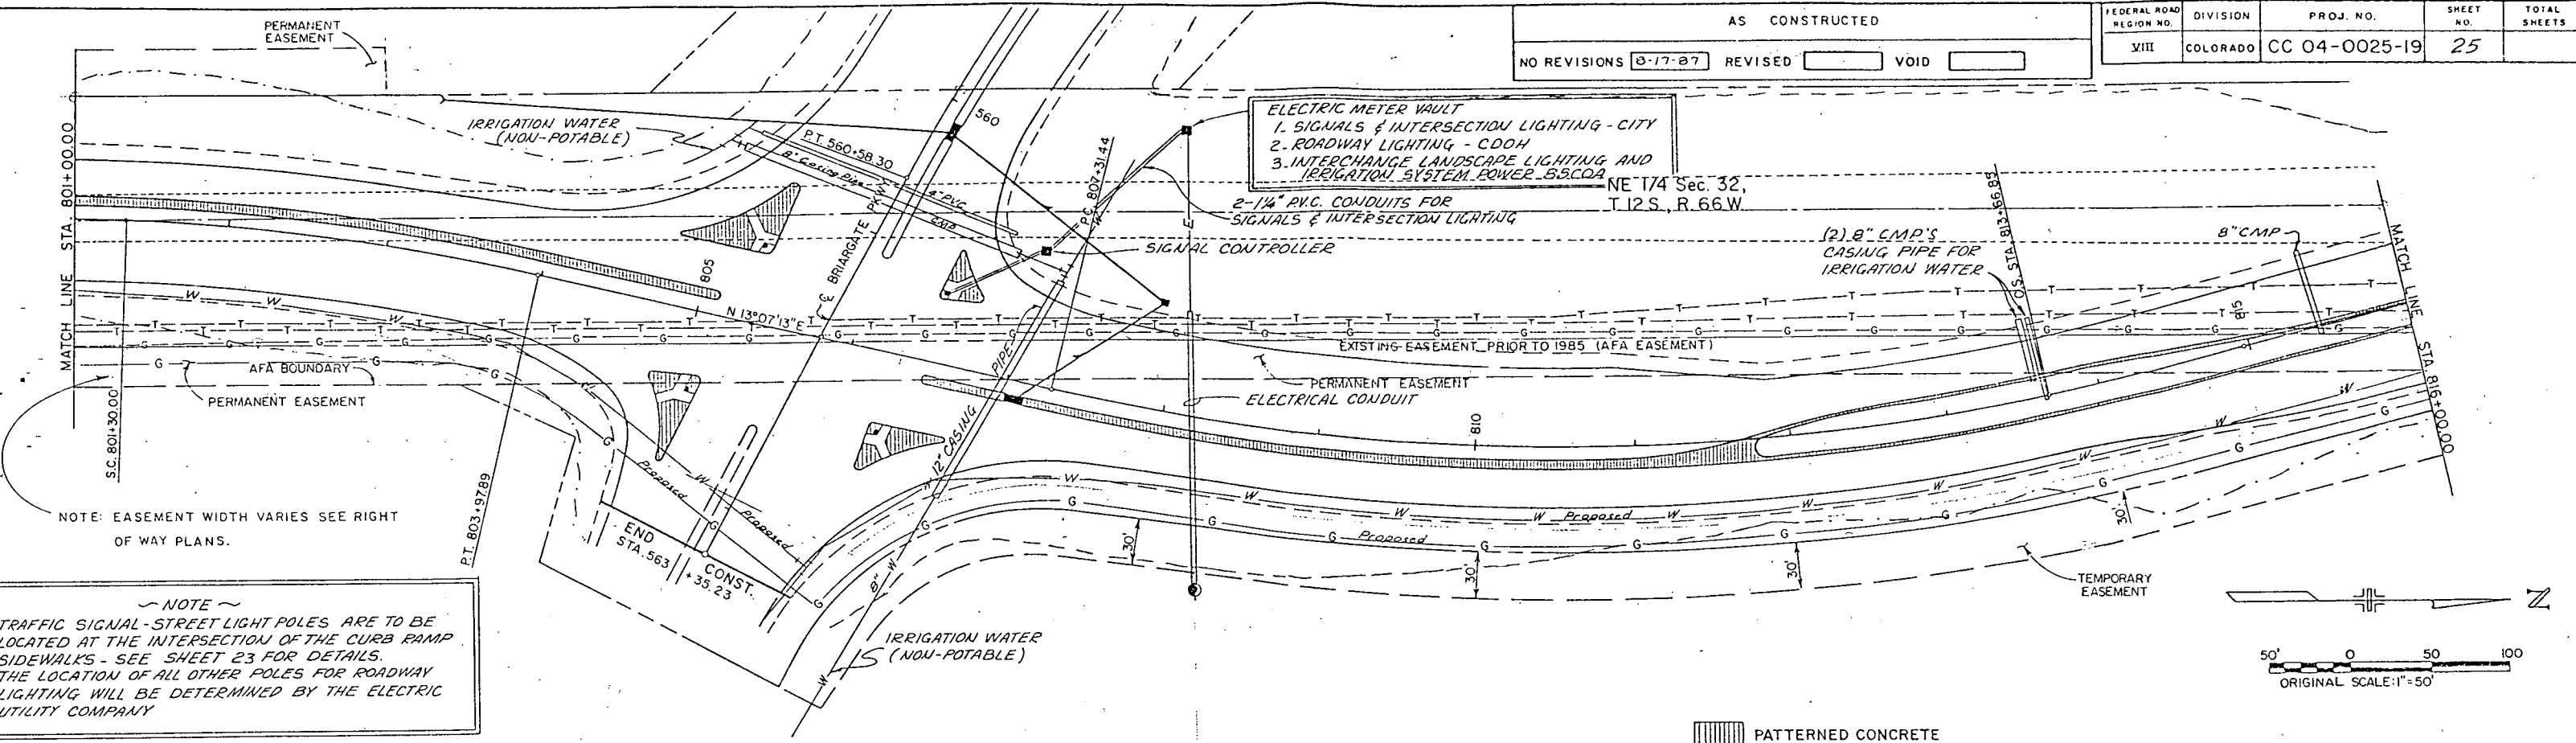 PERMANENT
EASEMENT
AS CONSTRUCTED
NO REVISIONS 8-17-87 REVISED VOID
FEDERAL ROAD
REGION NO.
DIVISION
PROJ. NO.
SHEET
NO.
TOTAL
SHEETS
VIII
COLORADO
CC 04-0025-19
25
MATCH LINE STA. 801+00.00
IRRIGATION WATER
(NON-POTABLE)
P.T. 560+58.30
8" Casing Pipe
4" PVC
CMP
560
P.C. 807+31.44
ELECTRIC METER VAULT
1. SIGNALS & INTERSECTION LIGHTING - CITY
2. ROADWAY LIGHTING - CDOH
3. INTERCHANGE LANDSCAPE LIGHTING AND
IRRIGATION SYSTEM POWER BSCOA
NE 1/4 Sec. 32,
T. 12 S., R. 66 W.
2-1¼" P.V.C. CONDUITS FOR
SIGNALS & INTERSECTION LIGHTING
SIGNAL CONTROLLER
E
(2) 8" CMP'S
CASING PIPE FOR
IRRIGATION WATER
O.S. STA 813+66.85
8" CMP
MATCH LINE STA. 816+00.00
805
℄ BRIARGATE PKW
N 13°07'13" E
EXISTING EASEMENT PRIOR TO 1985 (AFA EASEMENT)
815
AFA BOUNDARY
PERMANENT EASEMENT
PERMANENT EASEMENT
ELECTRICAL CONDUIT
12" CASING PIPE
810
S.C. 801+30.00
P.T. 803+97.89
NOTE: EASEMENT WIDTH VARIES SEE RIGHT
OF WAY PLANS.
Proposed
Proposed
Proposed
Proposed
END CONST.
STA. 563 +35.23
8" W
30'
30'
30'
30'
TEMPORARY
EASEMENT
IRRIGATION WATER
(NON-POTABLE)
~ NOTE ~
TRAFFIC SIGNAL-STREET LIGHT POLES ARE TO BE
LOCATED AT THE INTERSECTION OF THE CURB RAMP
SIDEWALKS - SEE SHEET 23 FOR DETAILS.
THE LOCATION OF ALL OTHER POLES FOR ROADWAY
LIGHTING WILL BE DETERMINED BY THE ELECTRIC
UTILITY COMPANY
N
50' 0 50 100
ORIGINAL SCALE: 1"=50'
PATTERNED CONCRETE